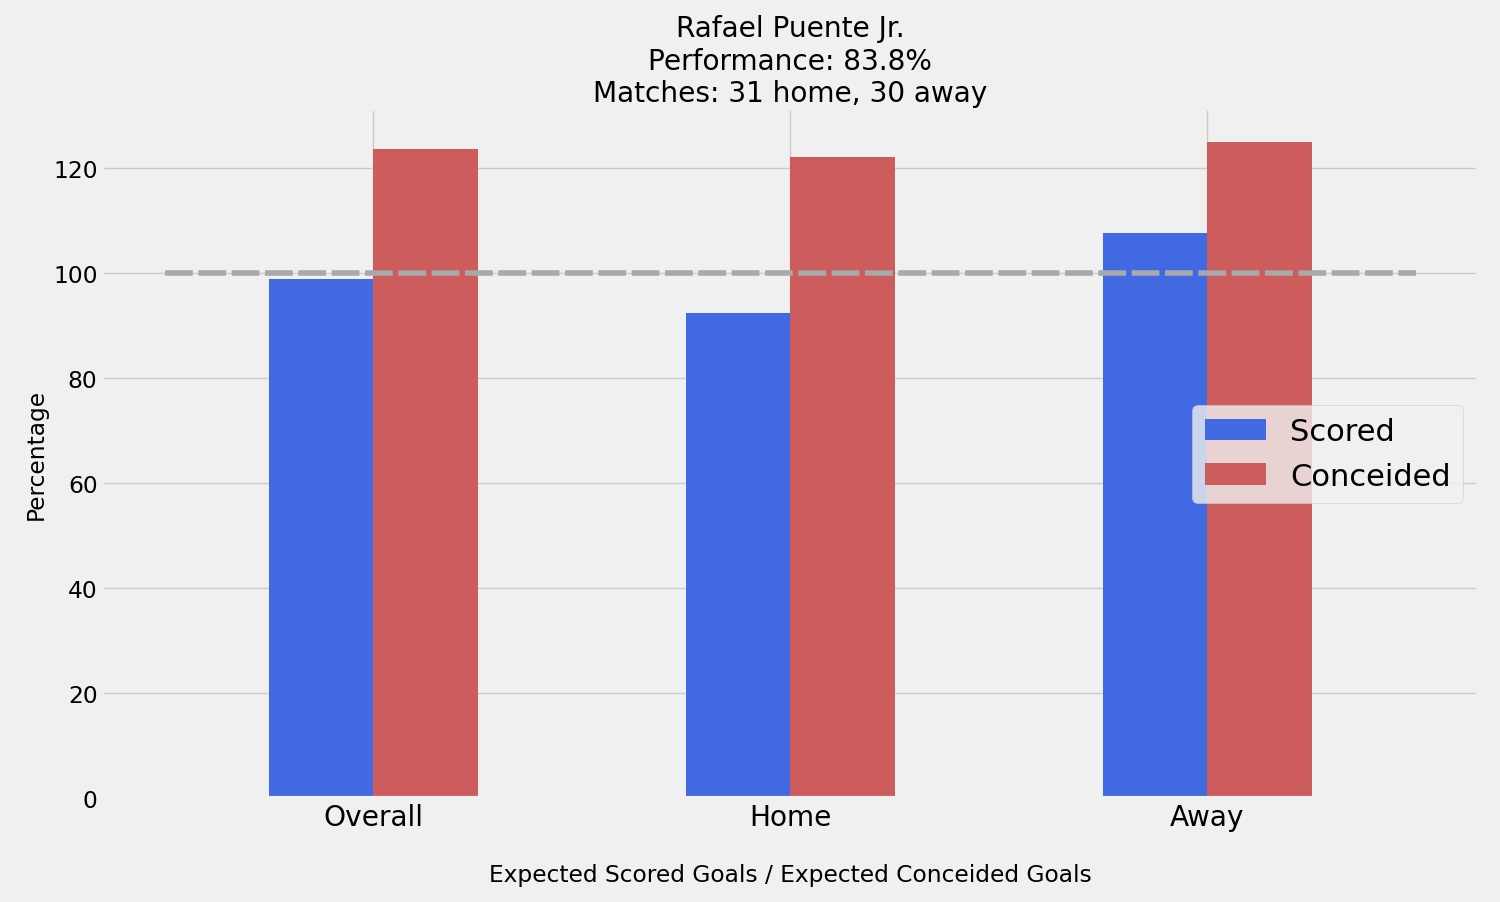 Rafael Puente Jr.
Performance: 83.8%
Matches: 31 home, 30 away
120
100
80
60
40
20
0
Percentage
Scored
Conceided
Overall
Home
Away
Expected Scored Goals / Expected Conceided Goals